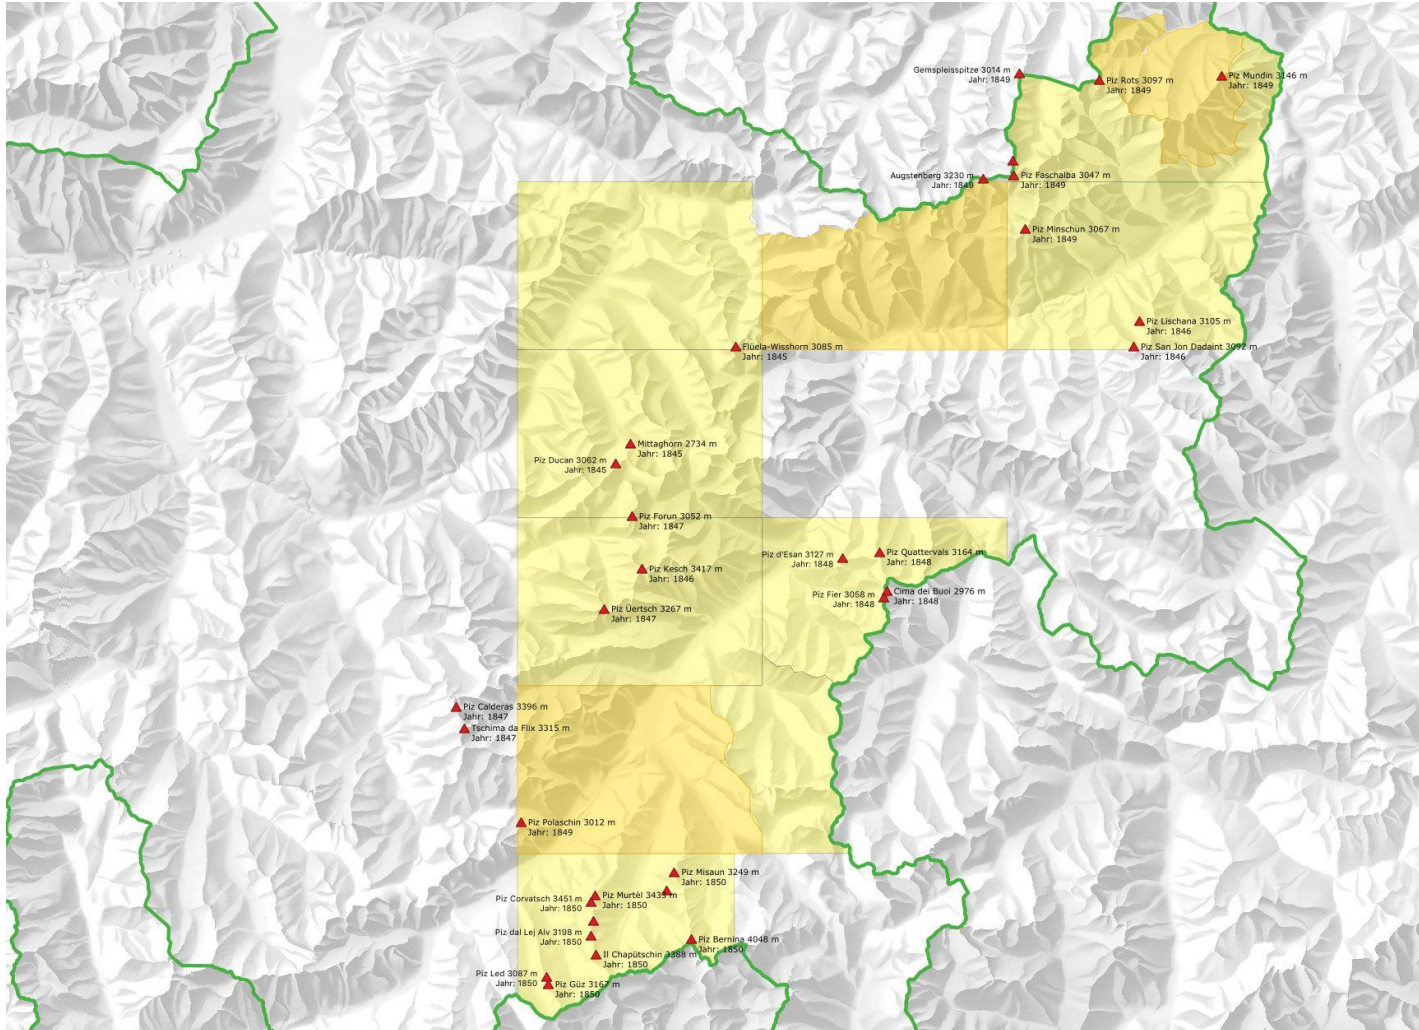 Gemspleisspitze 3014 m
Jahr: 1849
Piz Rots 3097 m
Jahr: 1849
Piz Mundin 3146 m
Jahr: 1849
Augstenberg 3230 m
Jahr: 1849
Piz Faschalba 3047 m
Jahr: 1849
Piz Minschun 3067 m
Jahr: 1849
Piz Lischana 3105 m
Jahr: 1846
Flüela-Wisshorn 3085 m
Jahr: 1845
Piz San Jon Dadaint 3092 m
Jahr: 1846
Mittaghorn 2734 m
Jahr: 1845
Piz Ducan 3062 m
Jahr: 1845
Piz Forun 3052 m
Jahr: 1847
Piz d'Esan 3127 m
Jahr: 1848
Piz Quattervals 3164 m
Jahr: 1848
Piz Kesch 3417 m
Jahr: 1846
Piz Fier 3058 m
Jahr: 1848
Cima dei Buoi 2976 m
Jahr: 1848
Piz Üertsch 3267 m
Jahr: 1847
Piz Calderas 3396 m
Jahr: 1847
Tschima da Flix 3315 m
Jahr: 1847
Piz Polaschin 3012 m
Jahr: 1849
Piz Misaun 3249 m
Jahr: 1850
Piz Corvatsch 3451 m
Jahr: 1850
Piz Murtèl 3433 m
Jahr: 1850
Piz dal Lej Alv 3198 m
Jahr: 1850
Piz Bernina 4048 m
Jahr: 1850
Il Chapütschin 3388 m
Jahr: 1850
Piz Led 3087 m
Jahr: 1850
Piz Güz 3167 m
Jahr: 1850